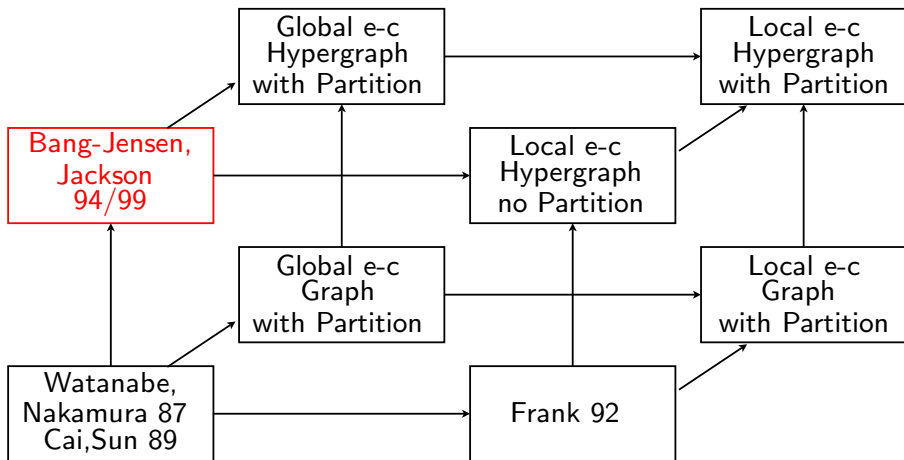 Global e-c
Hypergraph
with Partition
Local e-c
Hypergraph
with Partition
Bang-Jensen,
Jackson
94/99
Local e-c
Hypergraph
no Partition
Global e-c
Graph
with Partition
Local e-c
Graph
with Partition
Watanabe,
Nakamura 87
Cai,Sun 89
Frank 92